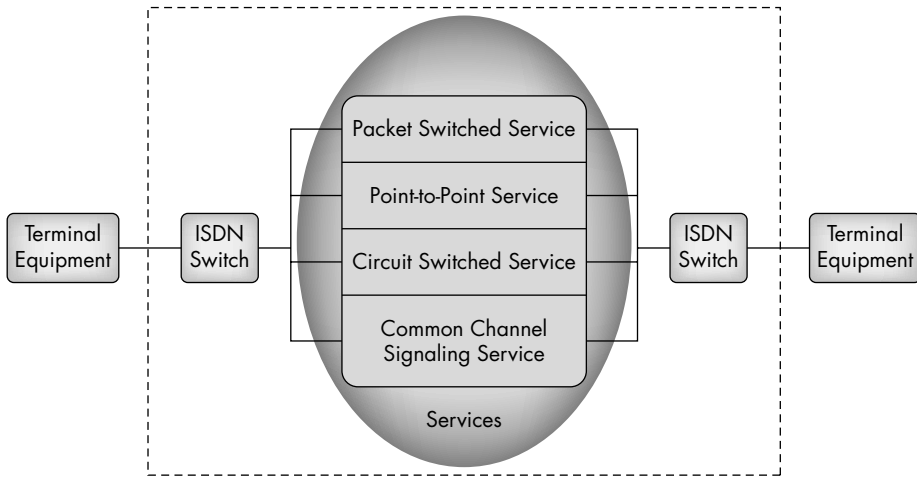 Packet Switched Service
Point-to-Point Service
Terminal
Equipment
ISDN
Switch
Circuit Switched Service
ISDN
Switch
Terminal
Equipment
Common Channel
Signaling Service
Services